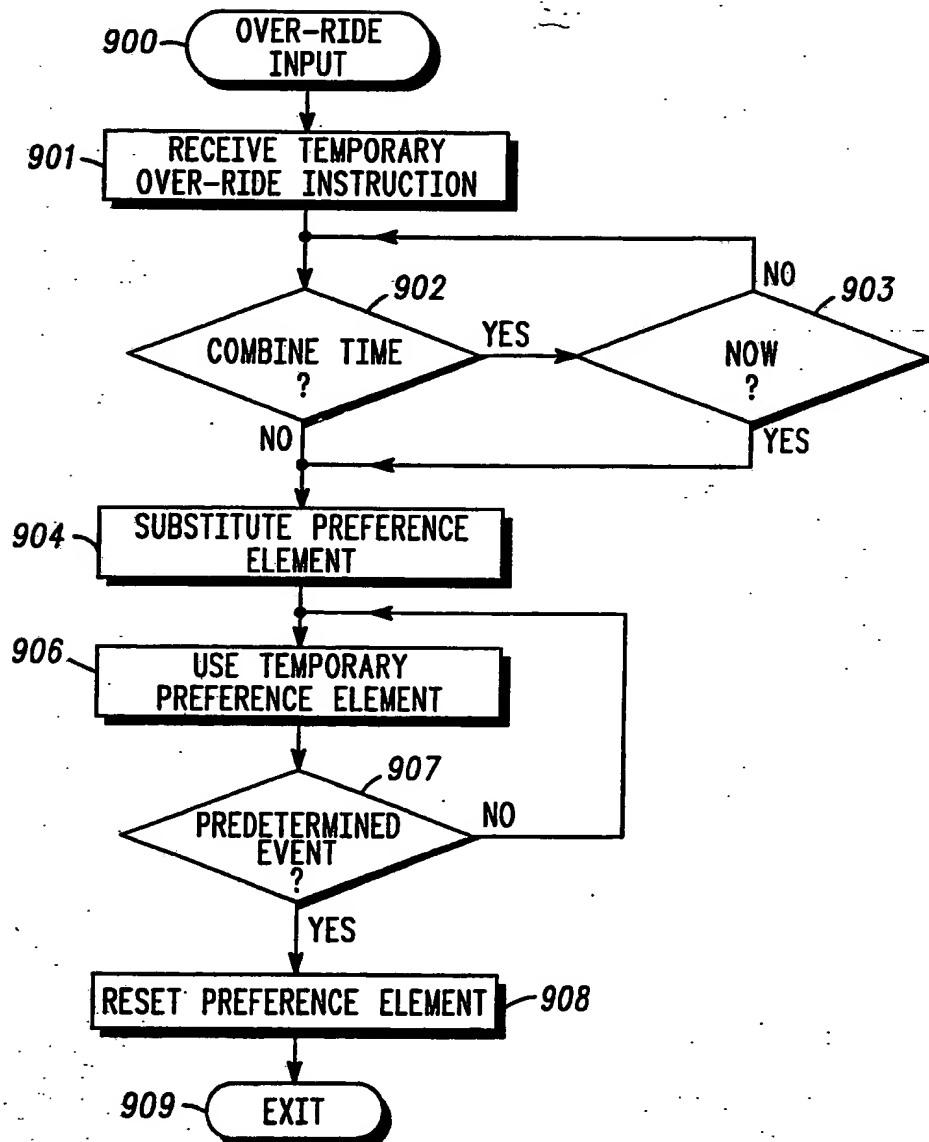 900
OVER-RIDE
INPUT
901
RECEIVE TEMPORARY
OVER-RIDE INSTRUCTION
902
COMBINE TIME
?
YES
NO
903
NOW
?
NO
YES
904
SUBSTITUTE PREFERENCE
ELEMENT
906
USE TEMPORARY
PREFERENCE ELEMENT
907
PREDETERMINED
EVENT
?
NO
YES
RESET PREFERENCE ELEMENT
908
909
EXIT